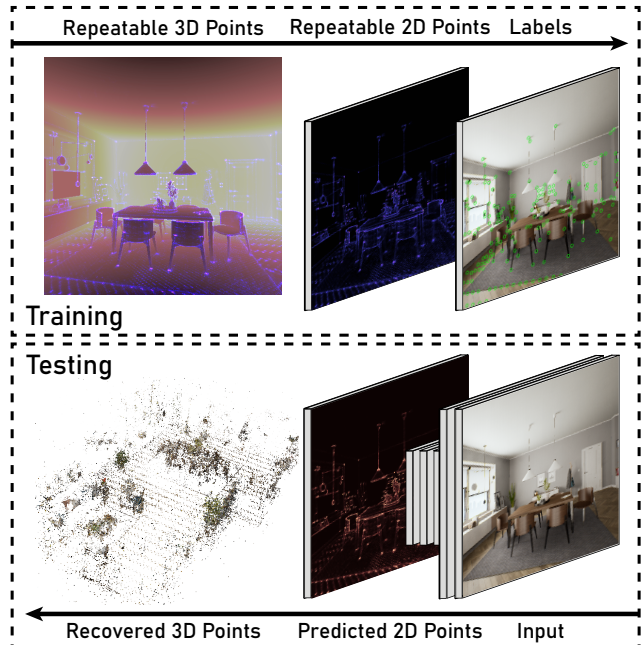 Repeatable 3D Points Repeatable 2D Points Labels
Training
Testing
Recovered 3D Points Predicted 2D Points Input